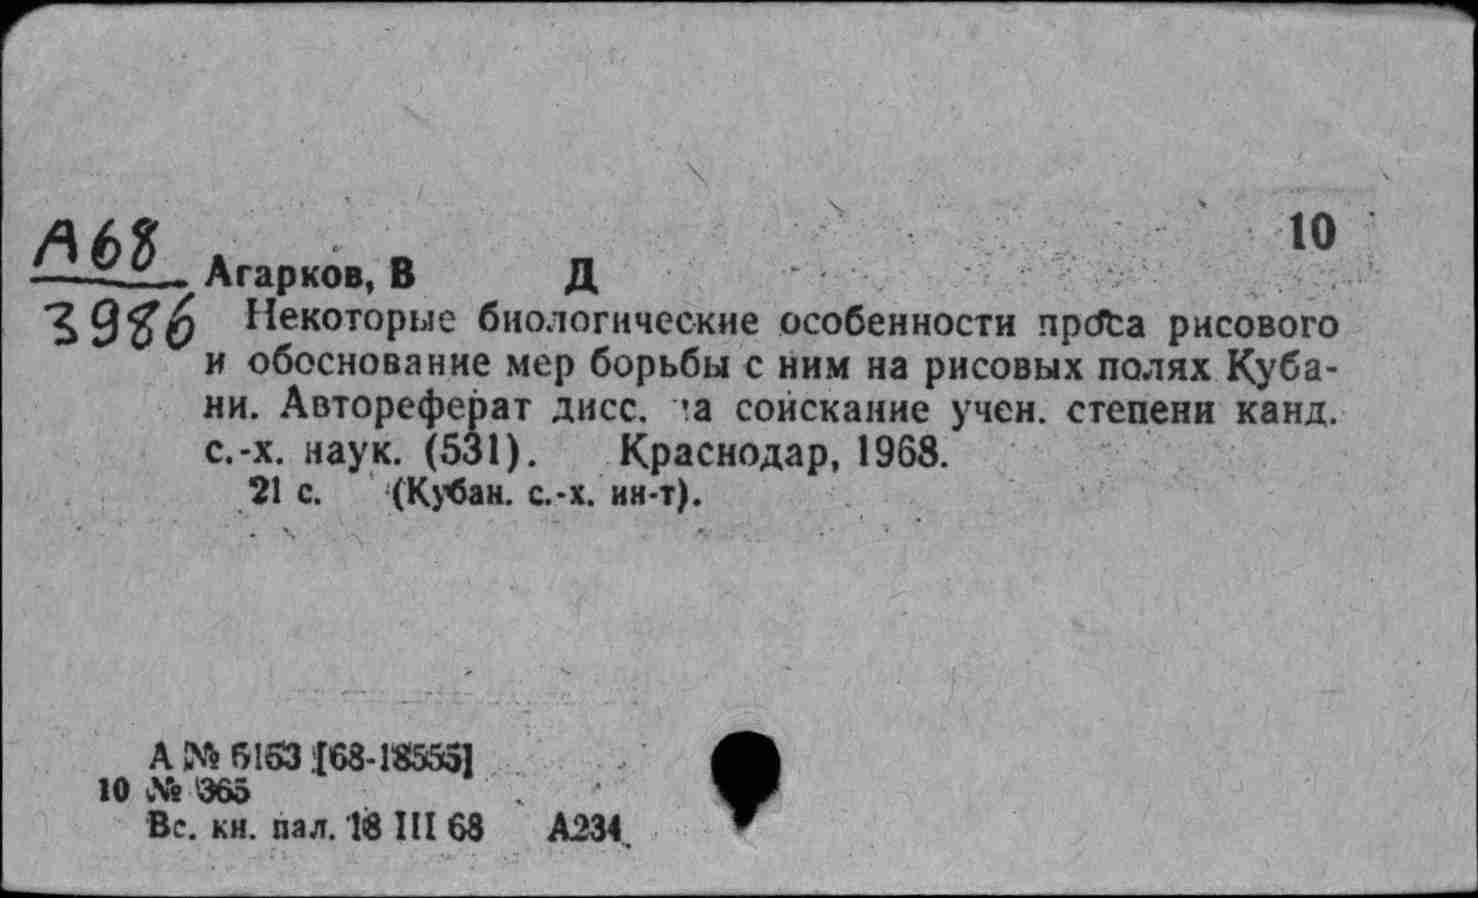 10
А68
Агарков, В Д
3986
Некоторые биологические особенности проса рисового
и обоснование мер борьбы с ним на рисовых полях Куба-
ни. Автореферат дисс. на соискание учен. степени канд.
с.-х. наук. (531). Краснодар, 1968.
21 с. (Кубан. с.-х. ин-т).
А № 5153 [68-18555]
10 № 365
Вс. кн. пал. 18 III 68 А234.